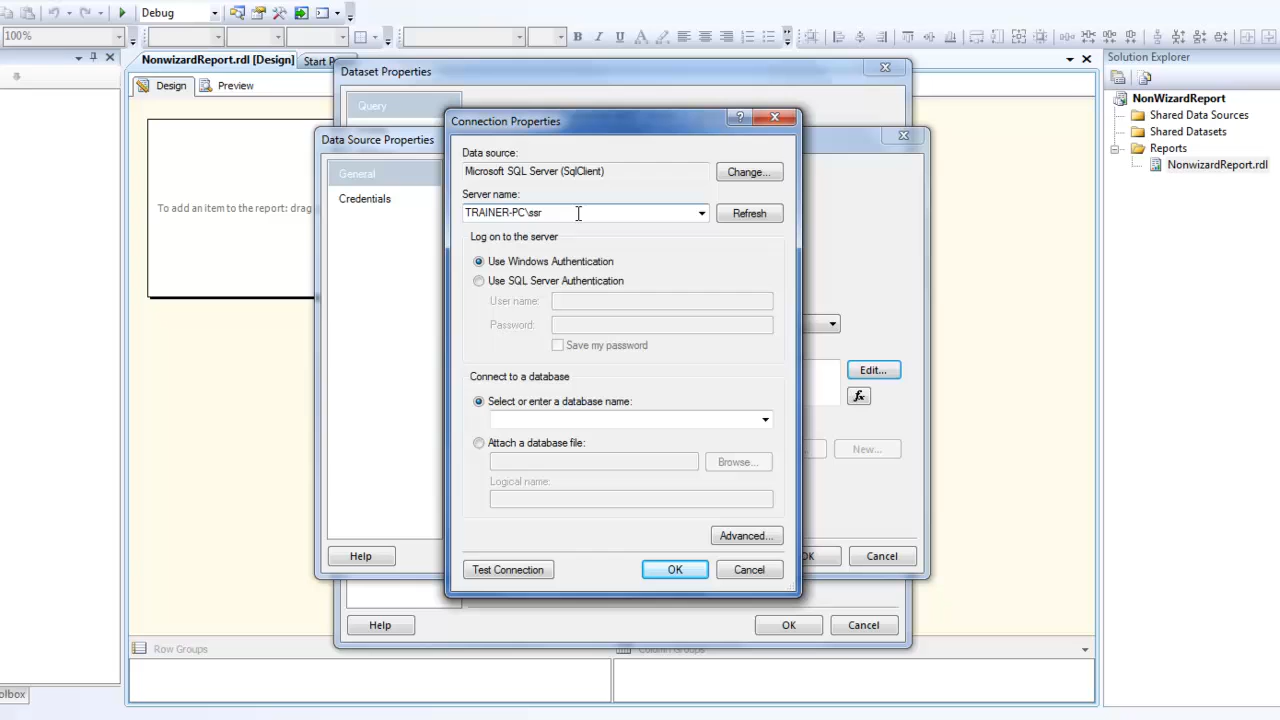 Debug
100%
NonwizardReport.rdl [Design]
Start P
Design
Preview
To add an item to the report: drag
Dataset Properties
Query
Data Source Properties
General
Credentials
Connection Properties
?
Data source:
Microsoft SQL Server (SqlClient)
Change...
Server name:
TRAINER-PC\ssr
Refresh
Log on to the server
Use Windows Authentication
Use SQL Server Authentication
User name:
Password:
Save my password
Connect to a database
Select or enter a database name:
Attach a database file:
Browse...
Logical name:
Advanced...
Test Connection
OK
Cancel
Edit...
fx
...
New...
Help
OK
Cancel
Help
OK
Cancel
Row Groups
Column Groups
olbox
Solution Explorer
NonWizardReport
Shared Data Sources
Shared Datasets
Reports
NonwizardReport.rdl